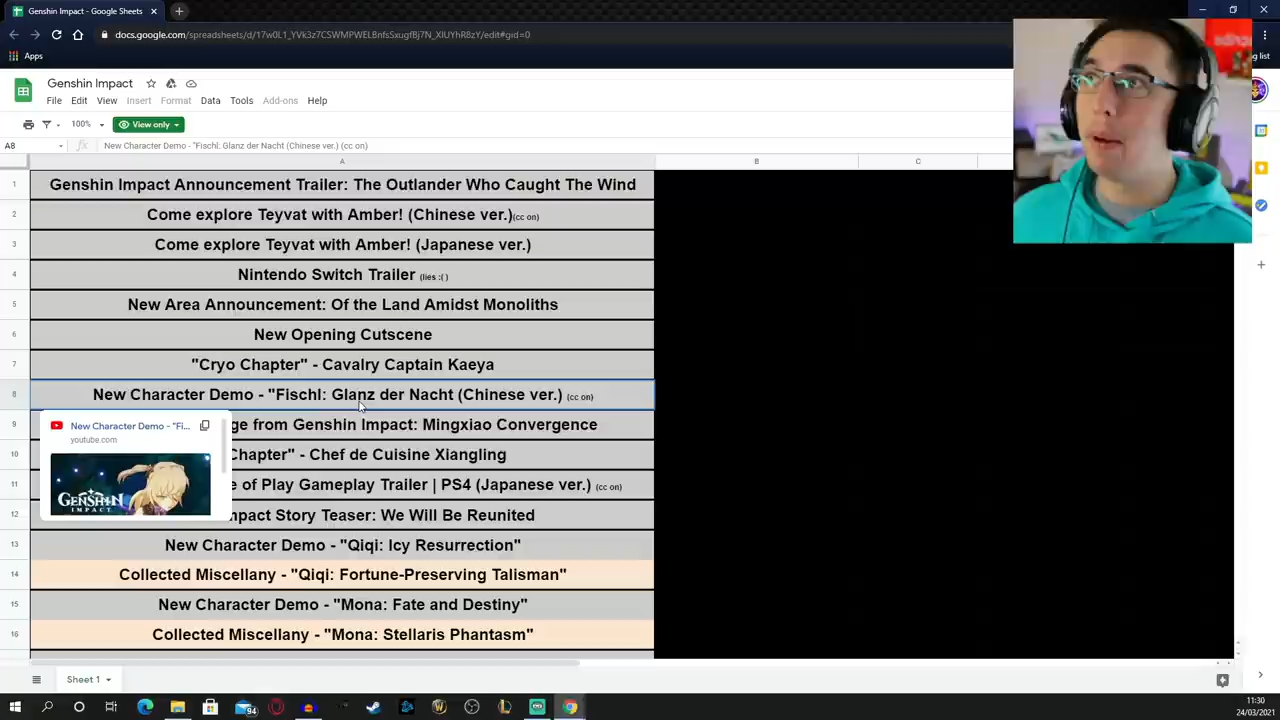 Genshin Impact - Google Sheets
docs.google.com/spreadsheets/d/17w0L1_YVk3z7CSWMPWELBnfsSxugfBj7N_XIUYhR8zY/edit#gid=0
Apps
ng list
Genshin Impact
File Edit View Insert Format Data Tools Add-ons Help
100% View only
A8 fx New Character Demo - "Fischl: Glanz der Nacht (Chinese ver.) (cc on)
A B C
1 Genshin Impact Announcement Trailer: The Outlander Who Caught The Wind
2 Come explore Teyvat with Amber! (Chinese ver.)(cc on)
3 Come explore Teyvat with Amber! (Japanese ver.)
4 Nintendo Switch Trailer (lies :( )
5 New Area Announcement: Of the Land Amidst Monoliths
6 New Opening Cutscene
7 "Cryo Chapter" - Cavalry Captain Kaeya
8 New Character Demo - "Fischl: Glanz der Nacht (Chinese ver.) (cc on)
9 ge from Genshin Impact: Mingxiao Convergence
New Character Demo - "Fi...
youtube.com
10 Chapter" - Chef de Cuisine Xiangling
11 e of Play Gameplay Trailer | PS4 (Japanese ver.) (cc on)
GENSHIN
IMPACT
12 mpact Story Teaser: We Will Be Reunited
13 New Character Demo - "Qiqi: Icy Resurrection"
14 Collected Miscellany - "Qiqi: Fortune-Preserving Talisman"
15 New Character Demo - "Mona: Fate and Destiny"
16 Collected Miscellany - "Mona: Stellaris Phantasm"
Sheet 1
94
11:30
24/03/2021